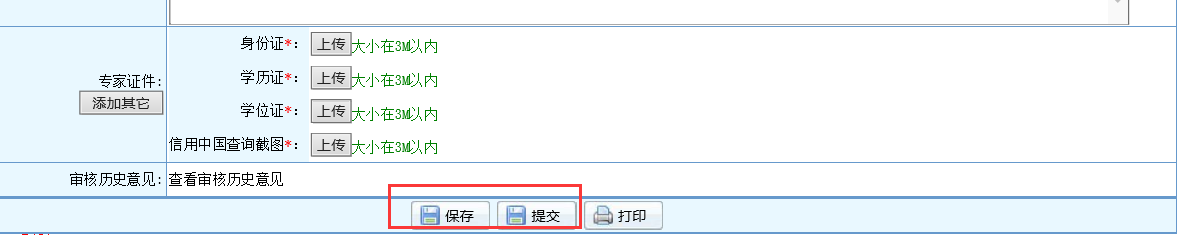 身份证*： 上传 大小在3M以内
专家证件:
添加其它
学历证*： 上传 大小在3M以内
学位证*： 上传 大小在3M以内
信用中国查询截图*： 上传 大小在3M以内
审核历史意见: 查看审核历史意见
保存 提交 打印